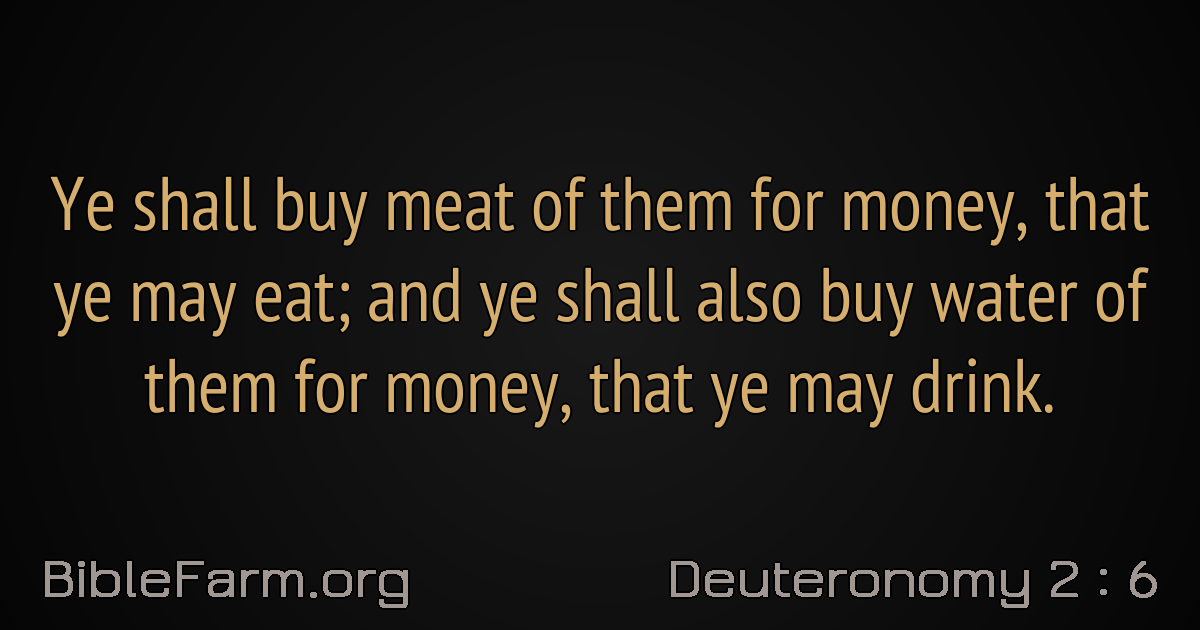 Ye shall buy meat of them for money, that
ye may eat; and ye shall also buy water of
them for money, that ye may drink.
BibleFarm.org
Deuteronomy 2 : 6